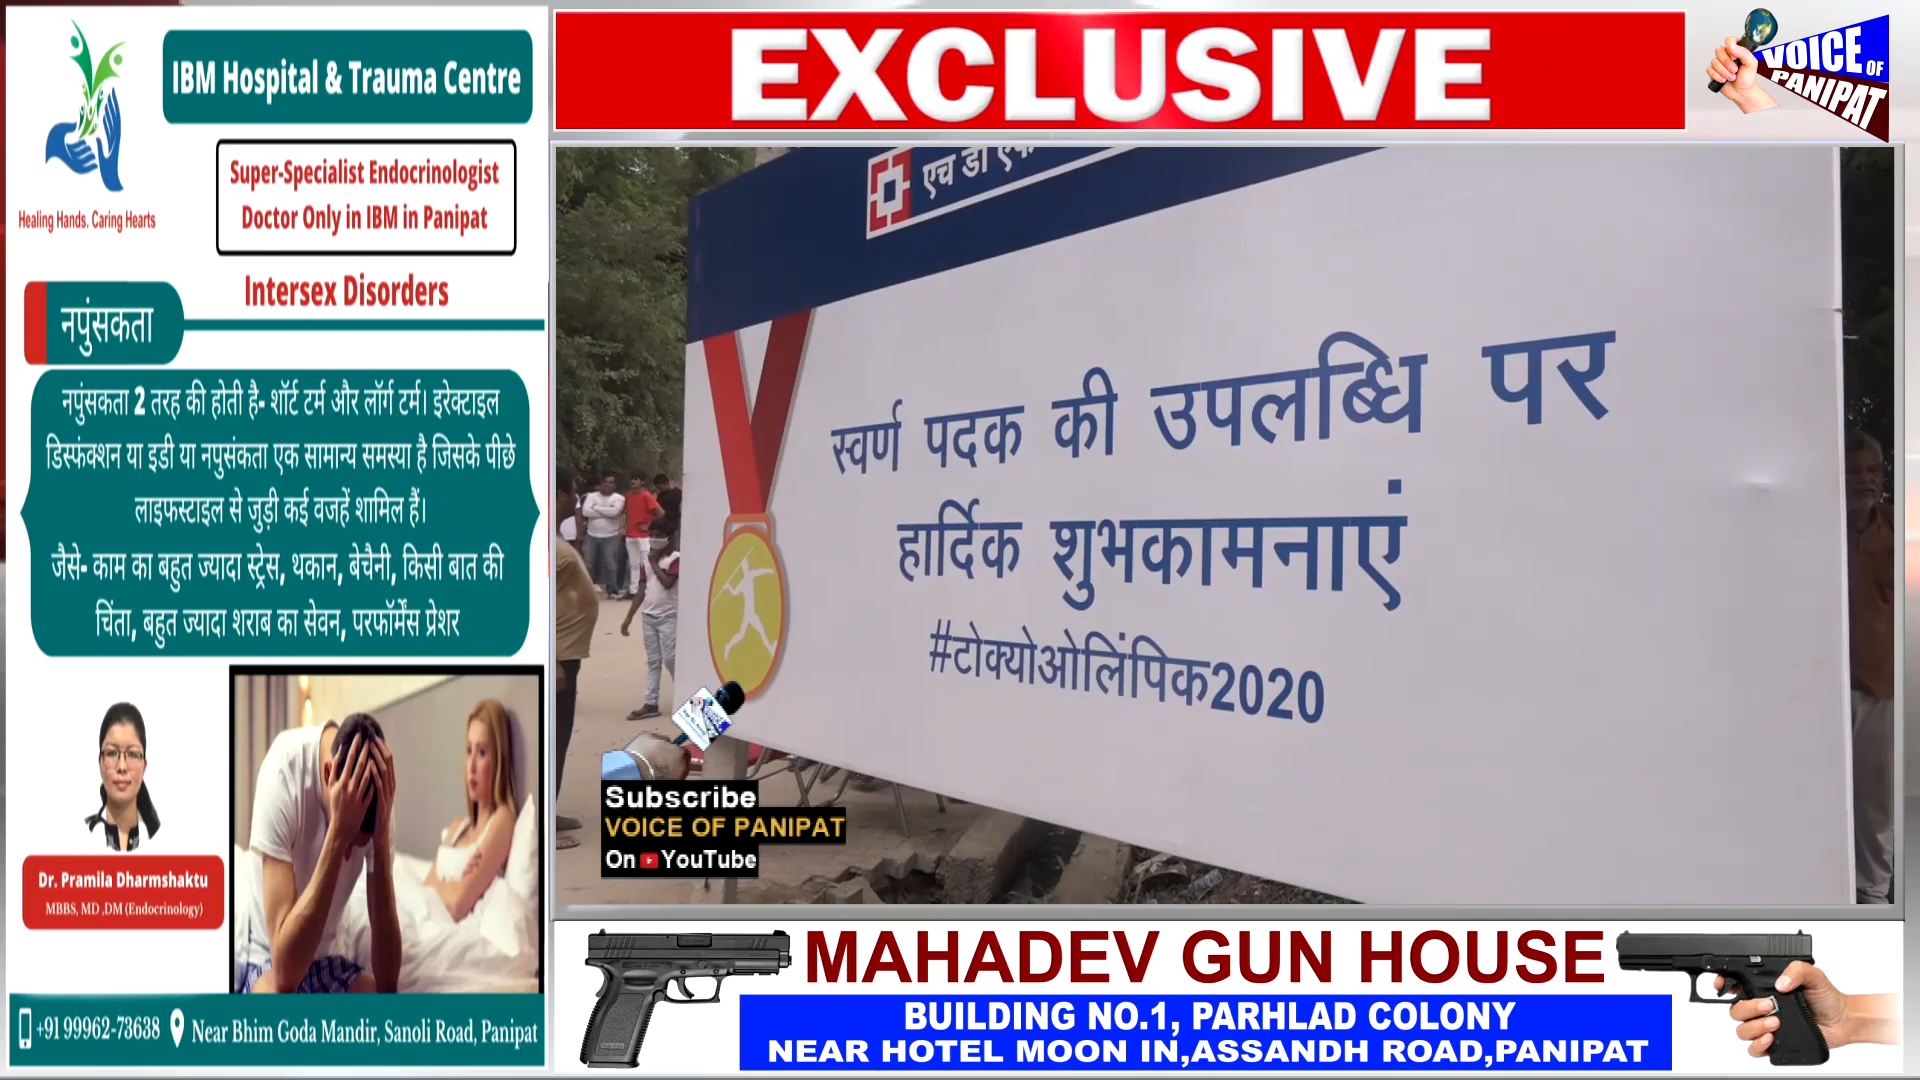 IBM Hospital & Trauma Centre
Super-Specialist Endocrinologist
Doctor Only in IBM in Panipat
Healing Hands. Caring Hearts
Intersex Disorders
नपुंसकता
नपुंसकता 2 तरह की होती है- शॉर्ट टर्म और लॉर्ग टर्म। इरेक्टाइल
डिस्फंक्शन या इडी या नपुसंकता एक सामान्य समस्या है जिसके पीछे
लाइफस्टाइल से जुड़ी कई वजहें शामिल हैं।
जैसे- काम का बहुत ज्यादा स्ट्रेस, थकान, बेचैनी, किसी बात की
चिंता, बहुत ज्यादा शराब का सेवन, परफॉर्मेंस प्रेशर
Dr. Pramila Dharmshaktu
MBBS, MD ,DM (Endocrinology)
+91 99962-73638 Near Bhim Goda Mandir, Sanoli Road, Panipat
EXCLUSIVE
VOICE OF
PANIPAT
एच डी
स्वर्ण पदक की उपलब्धि पर
हार्दिक शुभकामनाएं
#टोक्योओलिंपिक2020
Subscribe
VOICE OF PANIPAT
On YouTube
MAHADEV GUN HOUSE
BUILDING NO.1, PARHLAD COLONY
NEAR HOTEL MOON IN,ASSANDH ROAD,PANIPAT